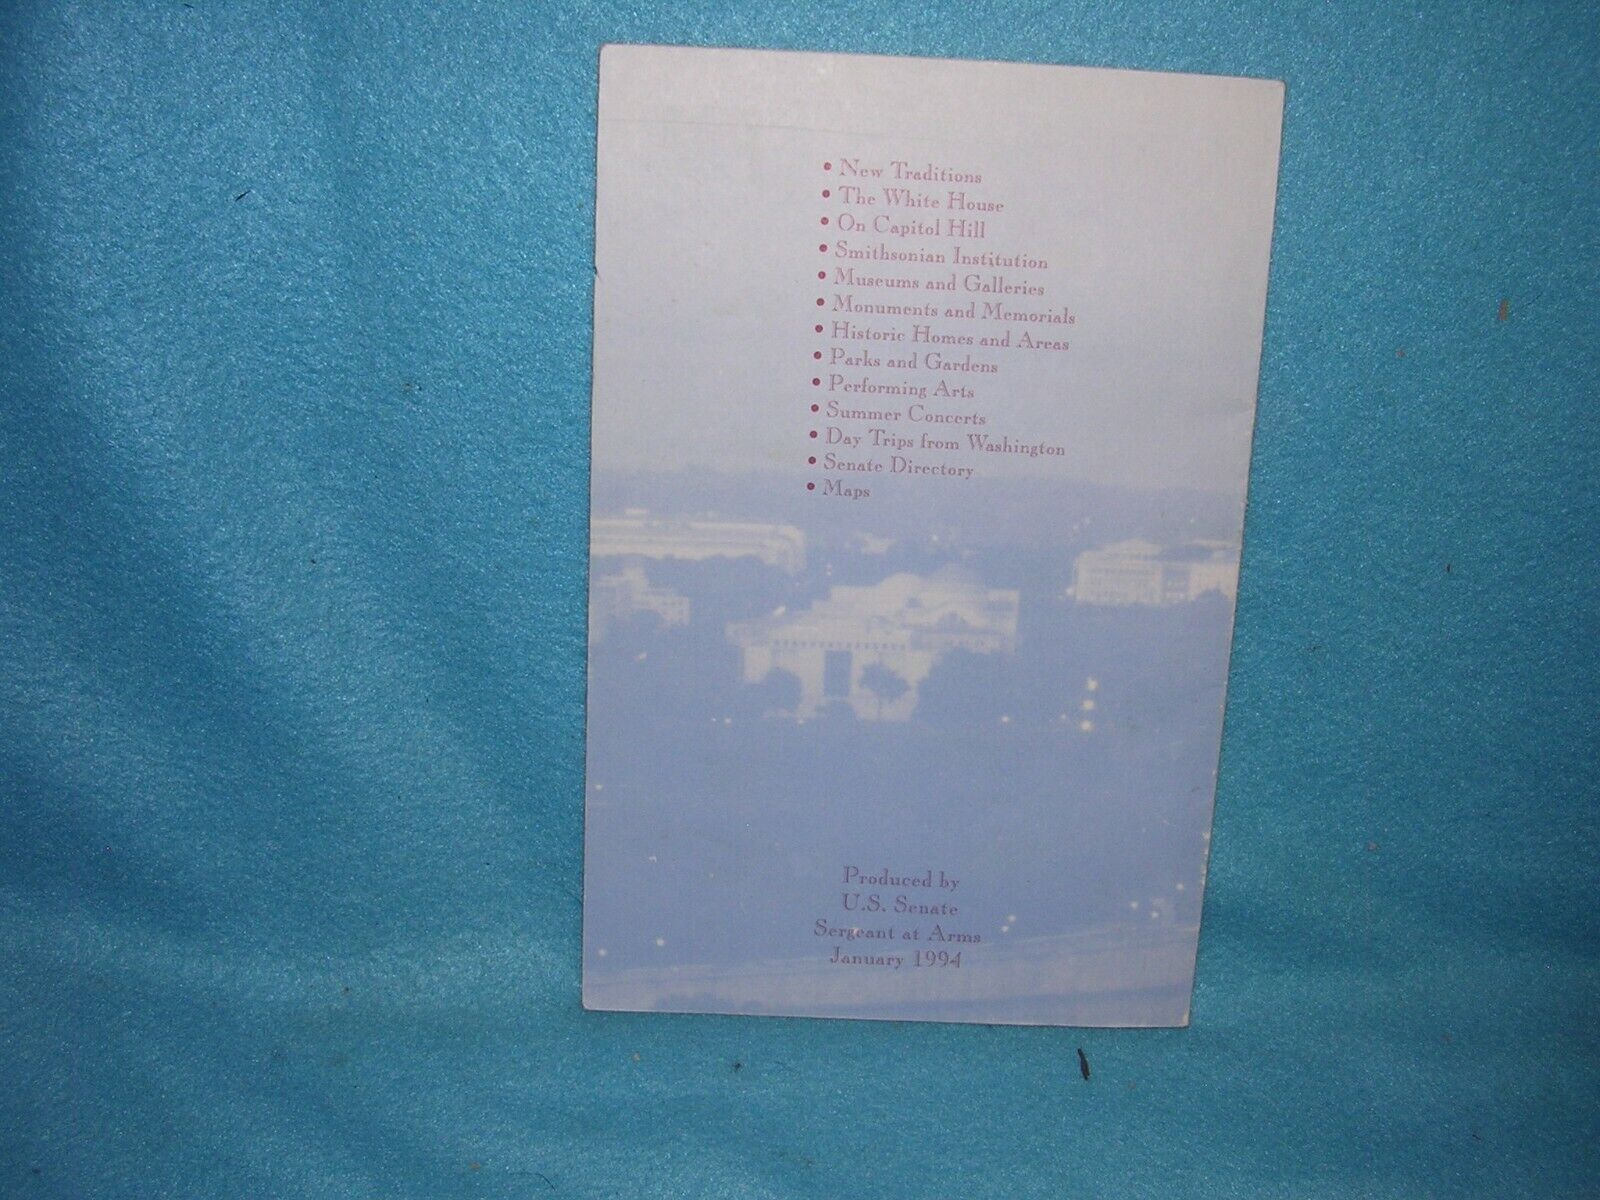 • New Traditions
• The White House
• On Capitol Hill
• Smithsonian Institution
• Museums and Galleries
• Monuments and Memorials
• Historic Homes and Areas
• Parks and Gardens
• Performing Arts
• Summer Concerts
• Day Trips from Washington
• Senate Directory
• Maps
Produced by
U.S. Senate
Sergeant at Arms
January 1994